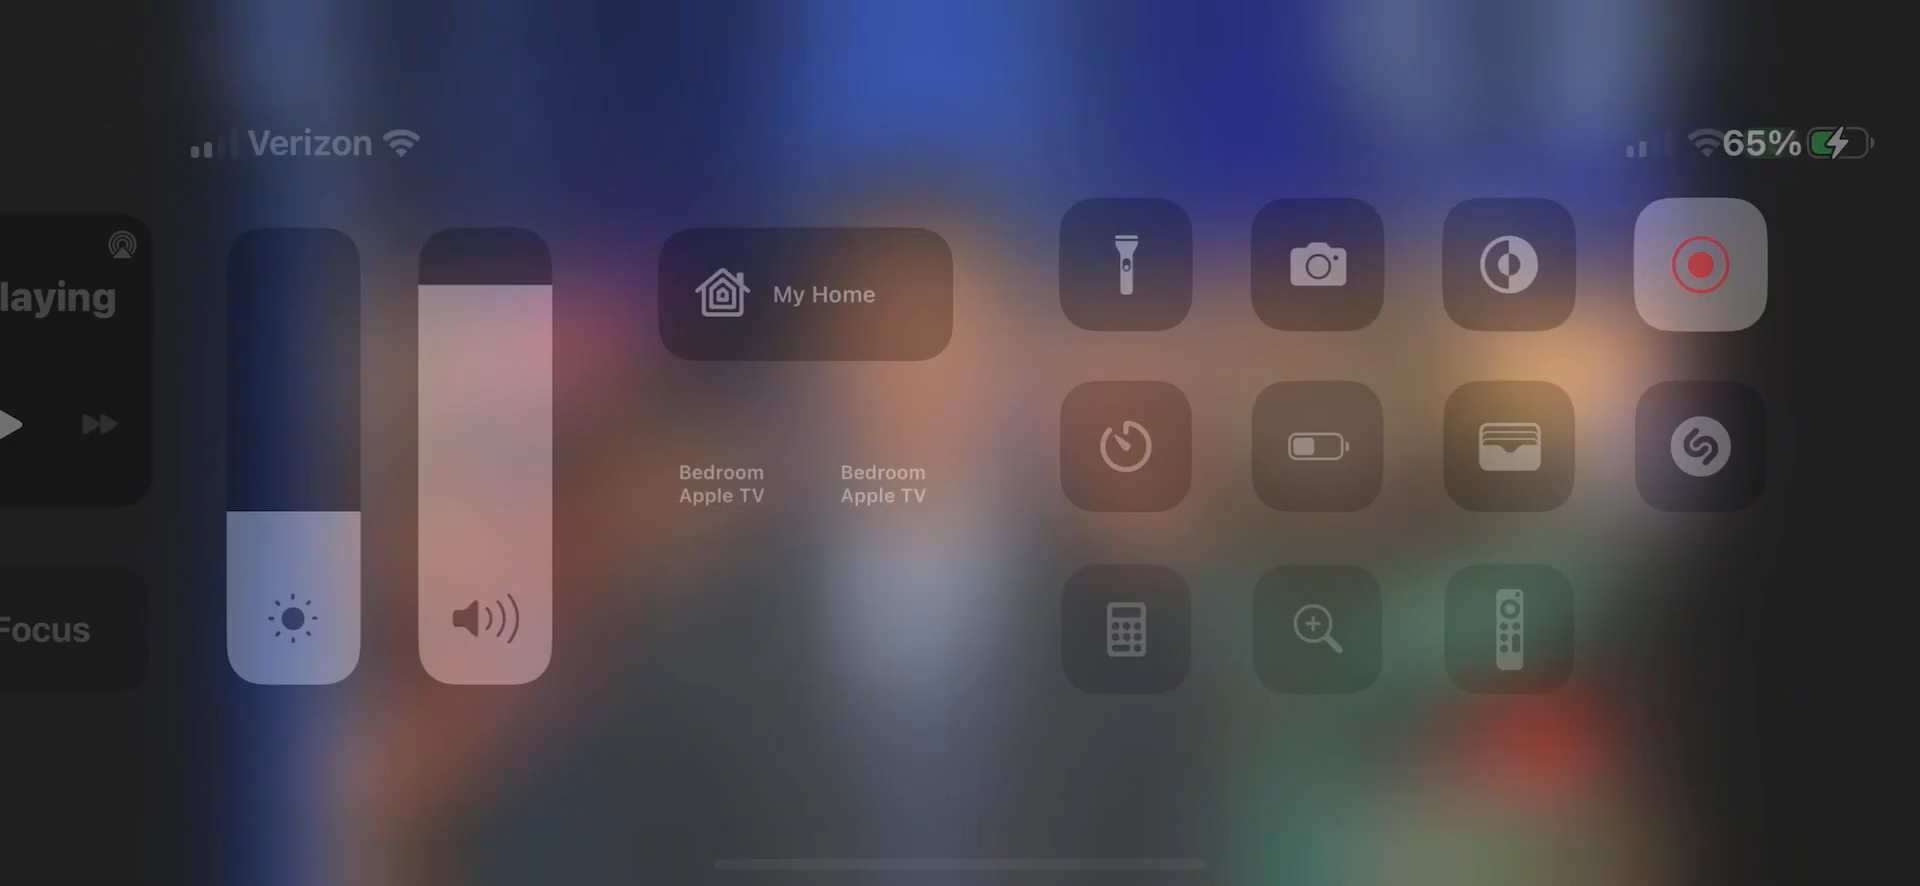 Verizon
65%
laying
My Home
Bedroom
Apple TV
Bedroom
Apple TV
Focus